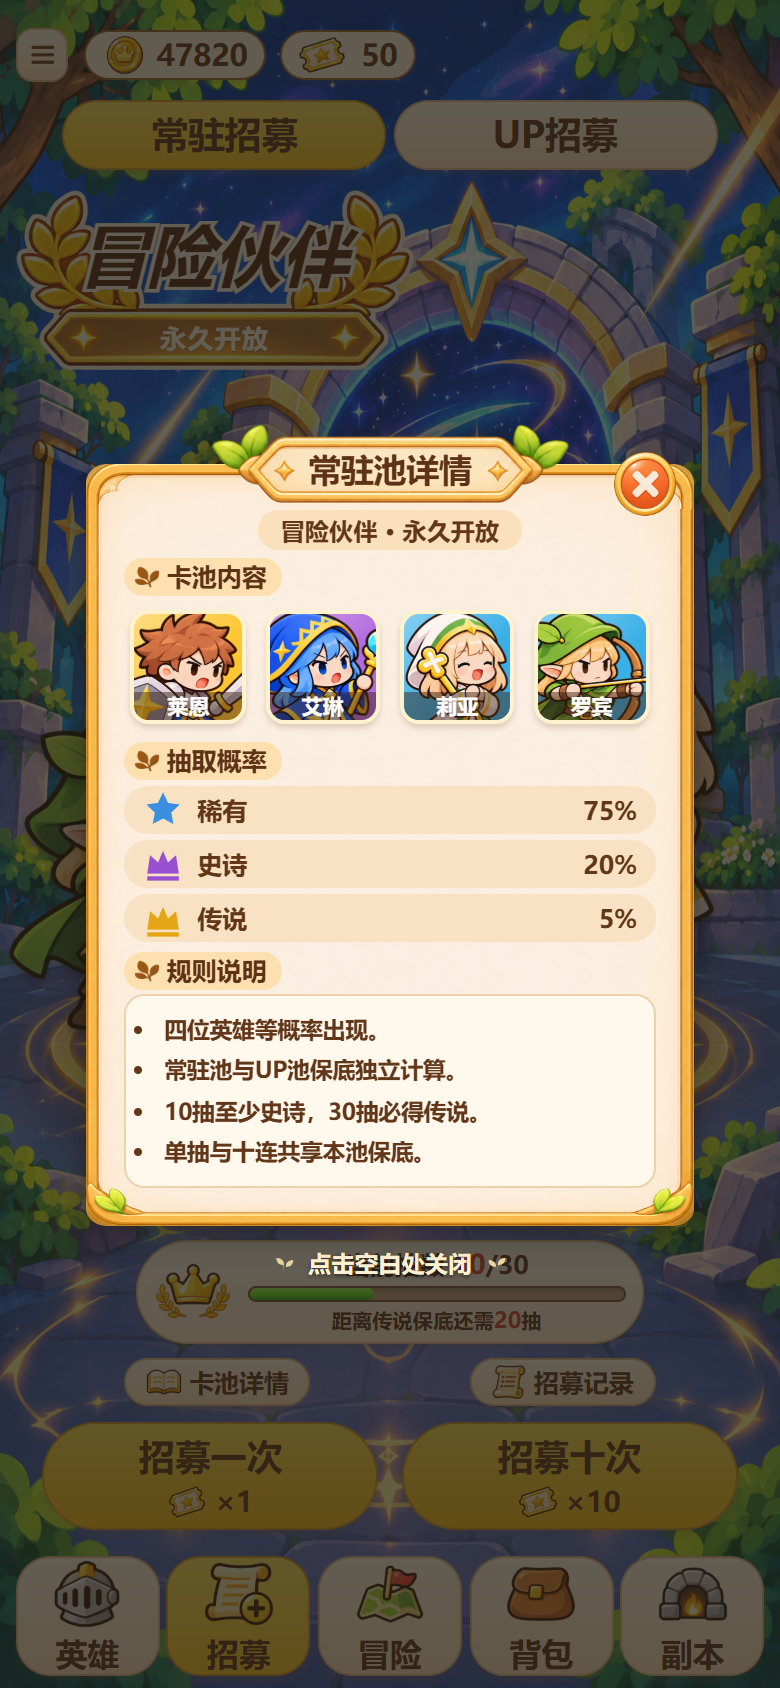 47820
50
常驻招募
UP招募
冒险伙伴
永久开放
常驻池详情
冒险伙伴·永久开放
卡池内容
莱恩
艾琳
莉亚
罗宾
抽取概率
稀有 75%
史诗 20%
传说 5%
规则说明
• 四位英雄等概率出现。
• 常驻池与UP池保底独立计算。
• 10抽至少史诗，30抽必得传说。
• 单抽与十连共享本池保底。
点击空白处关闭
0/30
距离传说保底还需20抽
卡池详情
招募记录
招募一次
×1
招募十次
×10
英雄
招募
冒险
背包
副本